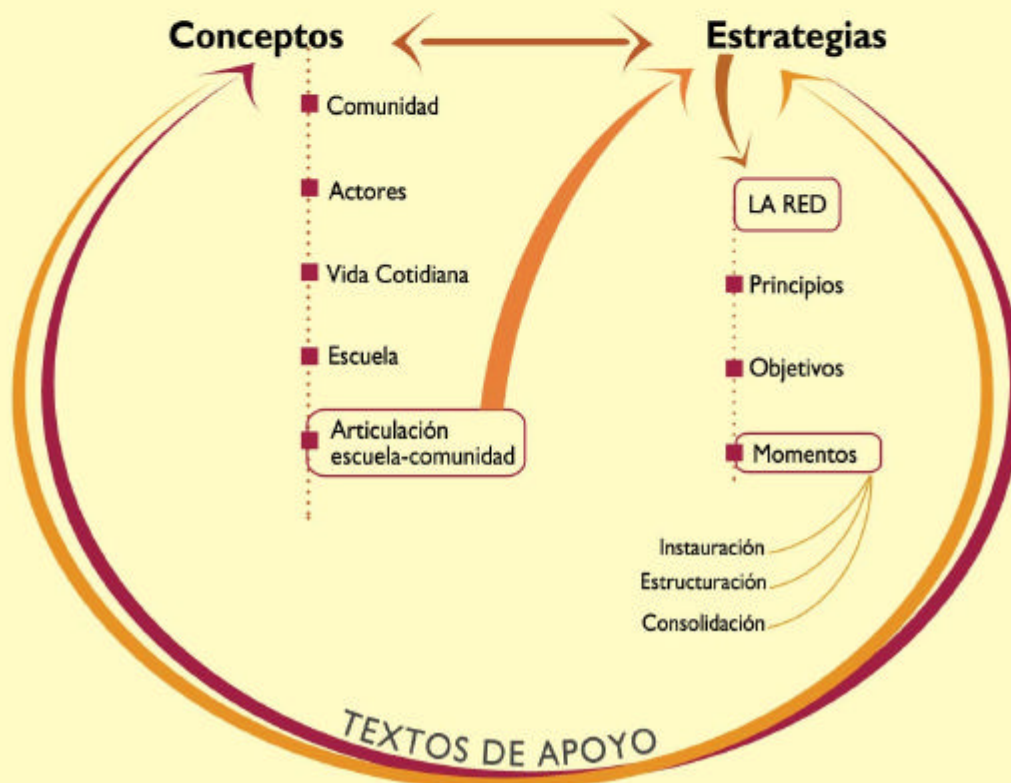 Conceptos
Comunidad
Actores
Vida Cotidiana
Escuela
Articulación
escuela-comunidad
Estrategias
LA RED
Principios
Objetivos
Momentos
Instauración
Estructuración
Consolidación
TEXTOS DE APOYO